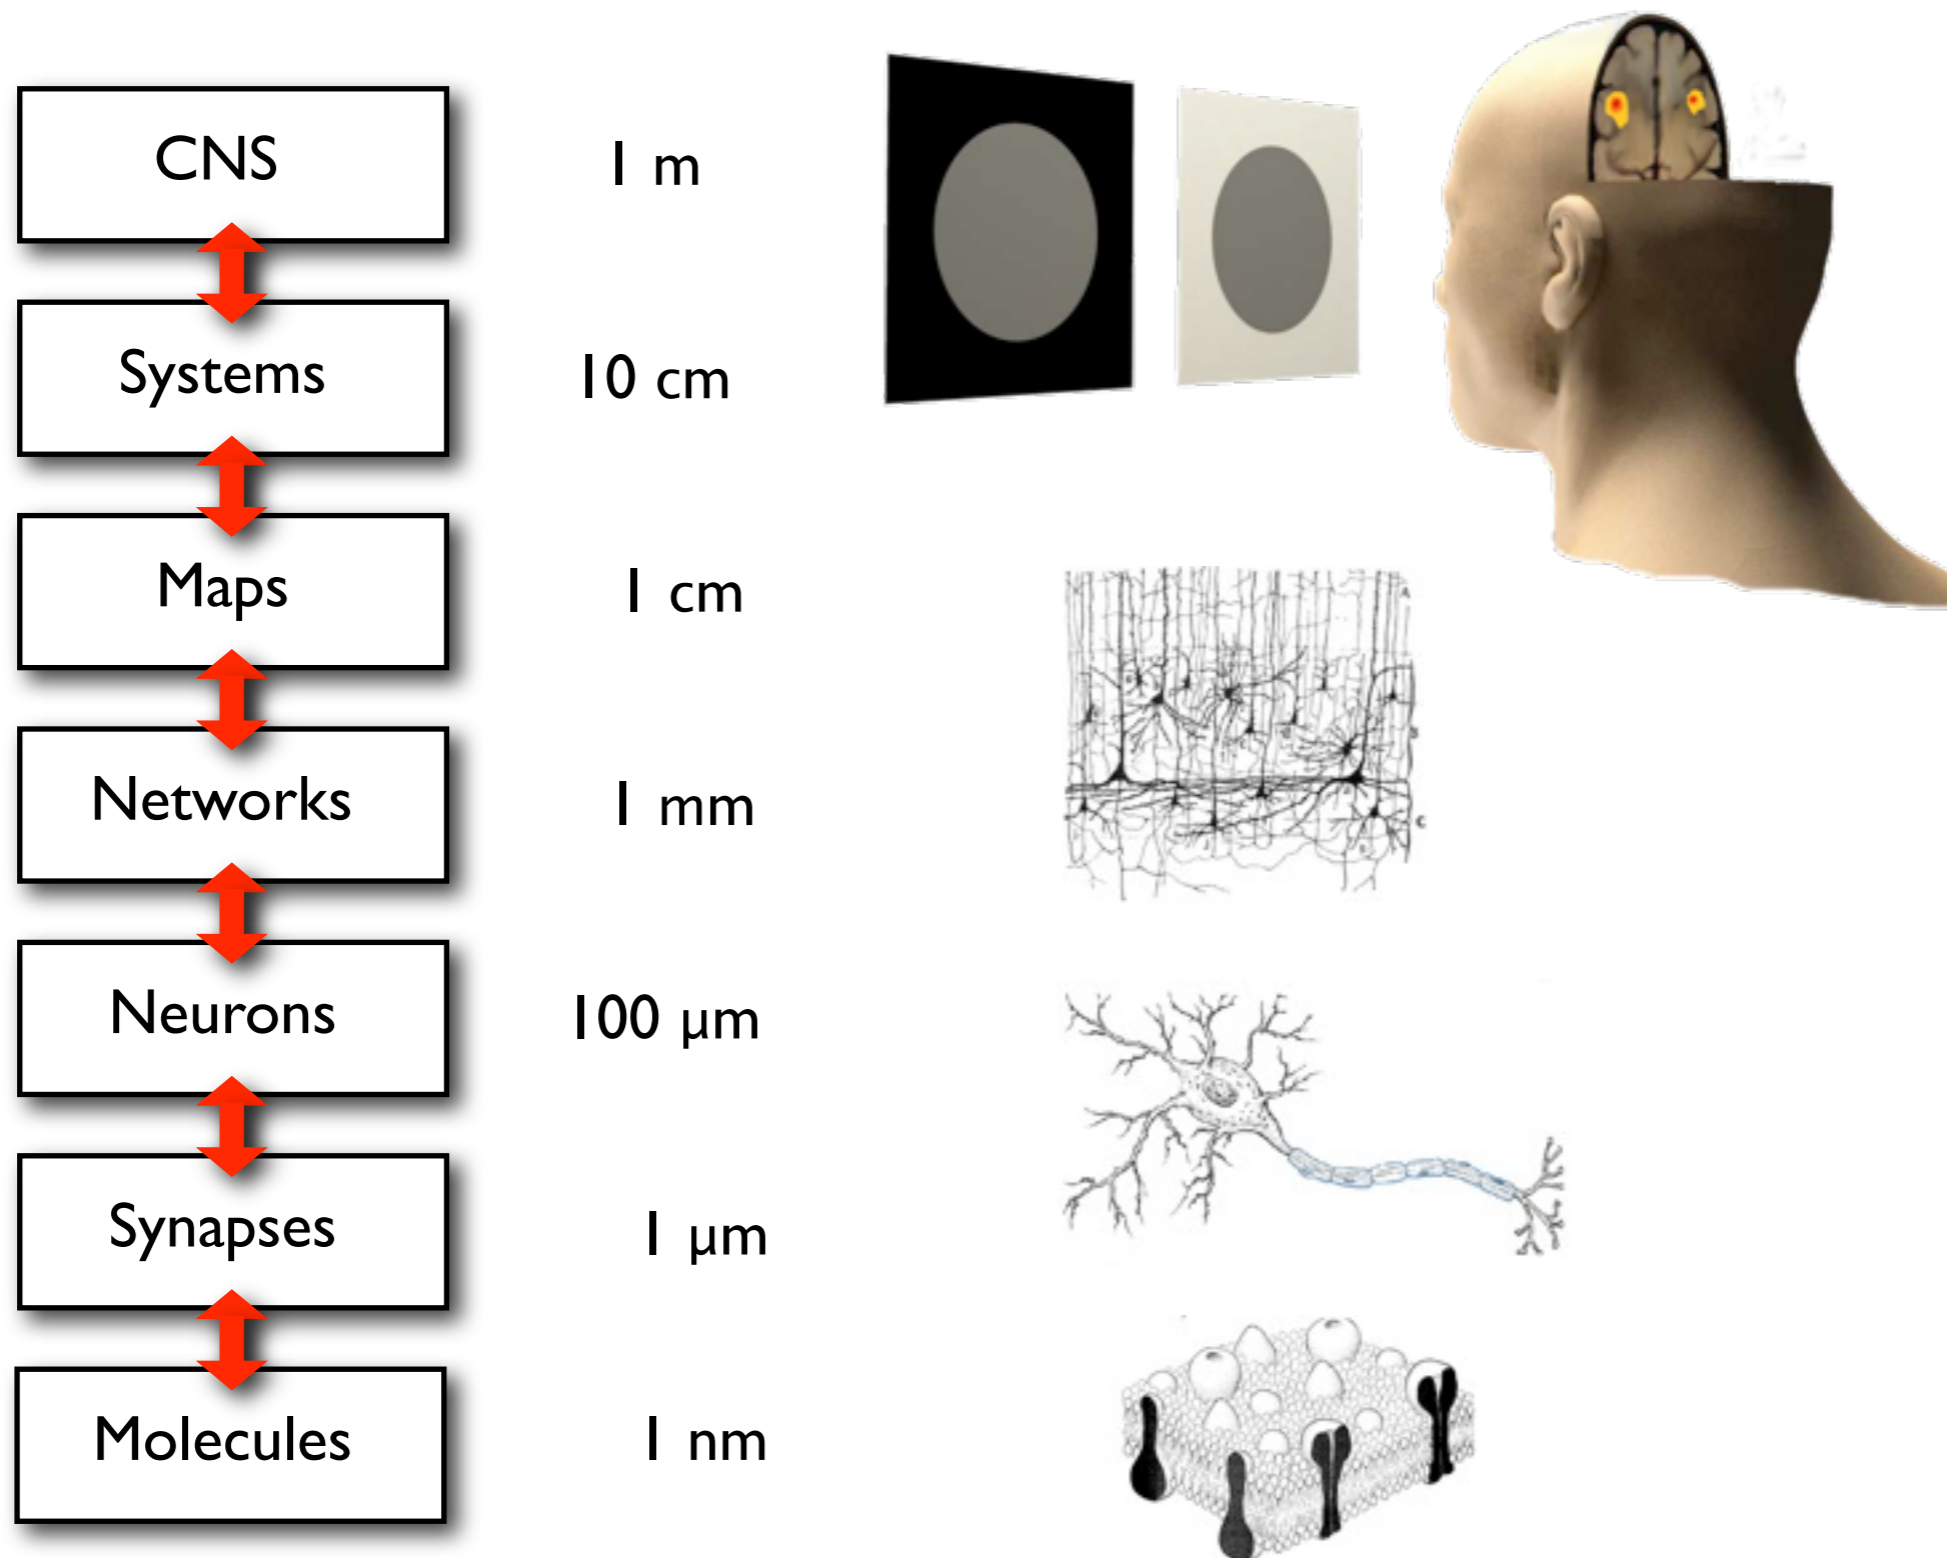 CNS
1 m
Systems
10 cm
Maps
1 cm
Networks
1 mm
Neurons
100 µm
Synapses
1 µm
Molecules
1 nm
A
B
C